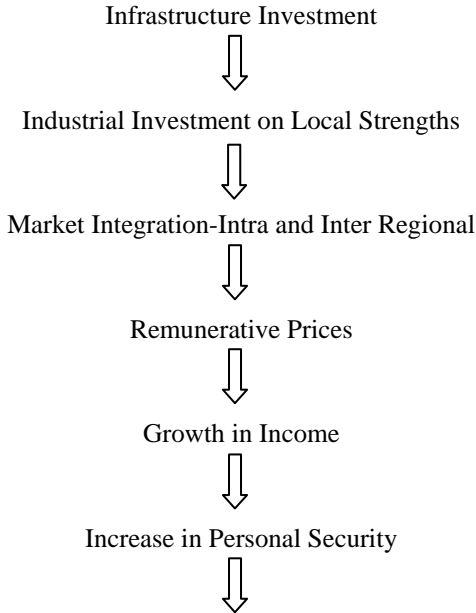 Infrastructure Investment
Industrial Investment on Local Strengths
Market Integration-Intra and Inter Regional
Remunerative Prices
Growth in Income
Increase in Personal Security